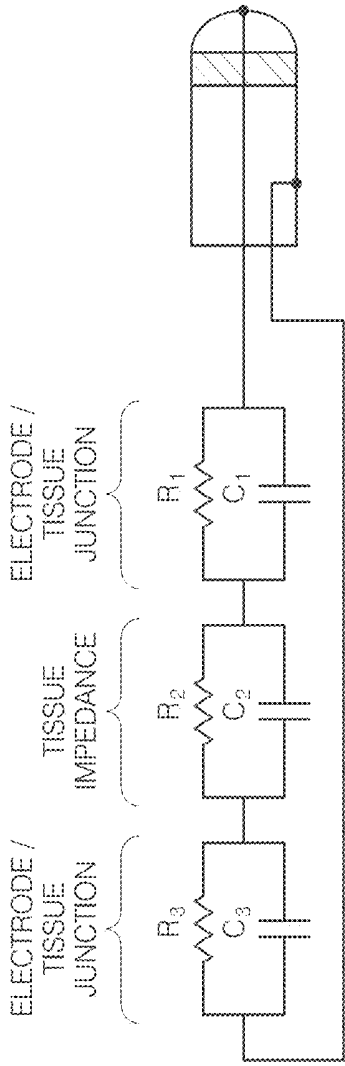 ELECTRODE /
TISSUE
JUNCTION
TISSUE
IMPEDANCE
ELECTRODE /
TISSUE
JUNCTION
R₃
C₃
R₂
C₂
R₁
C₁